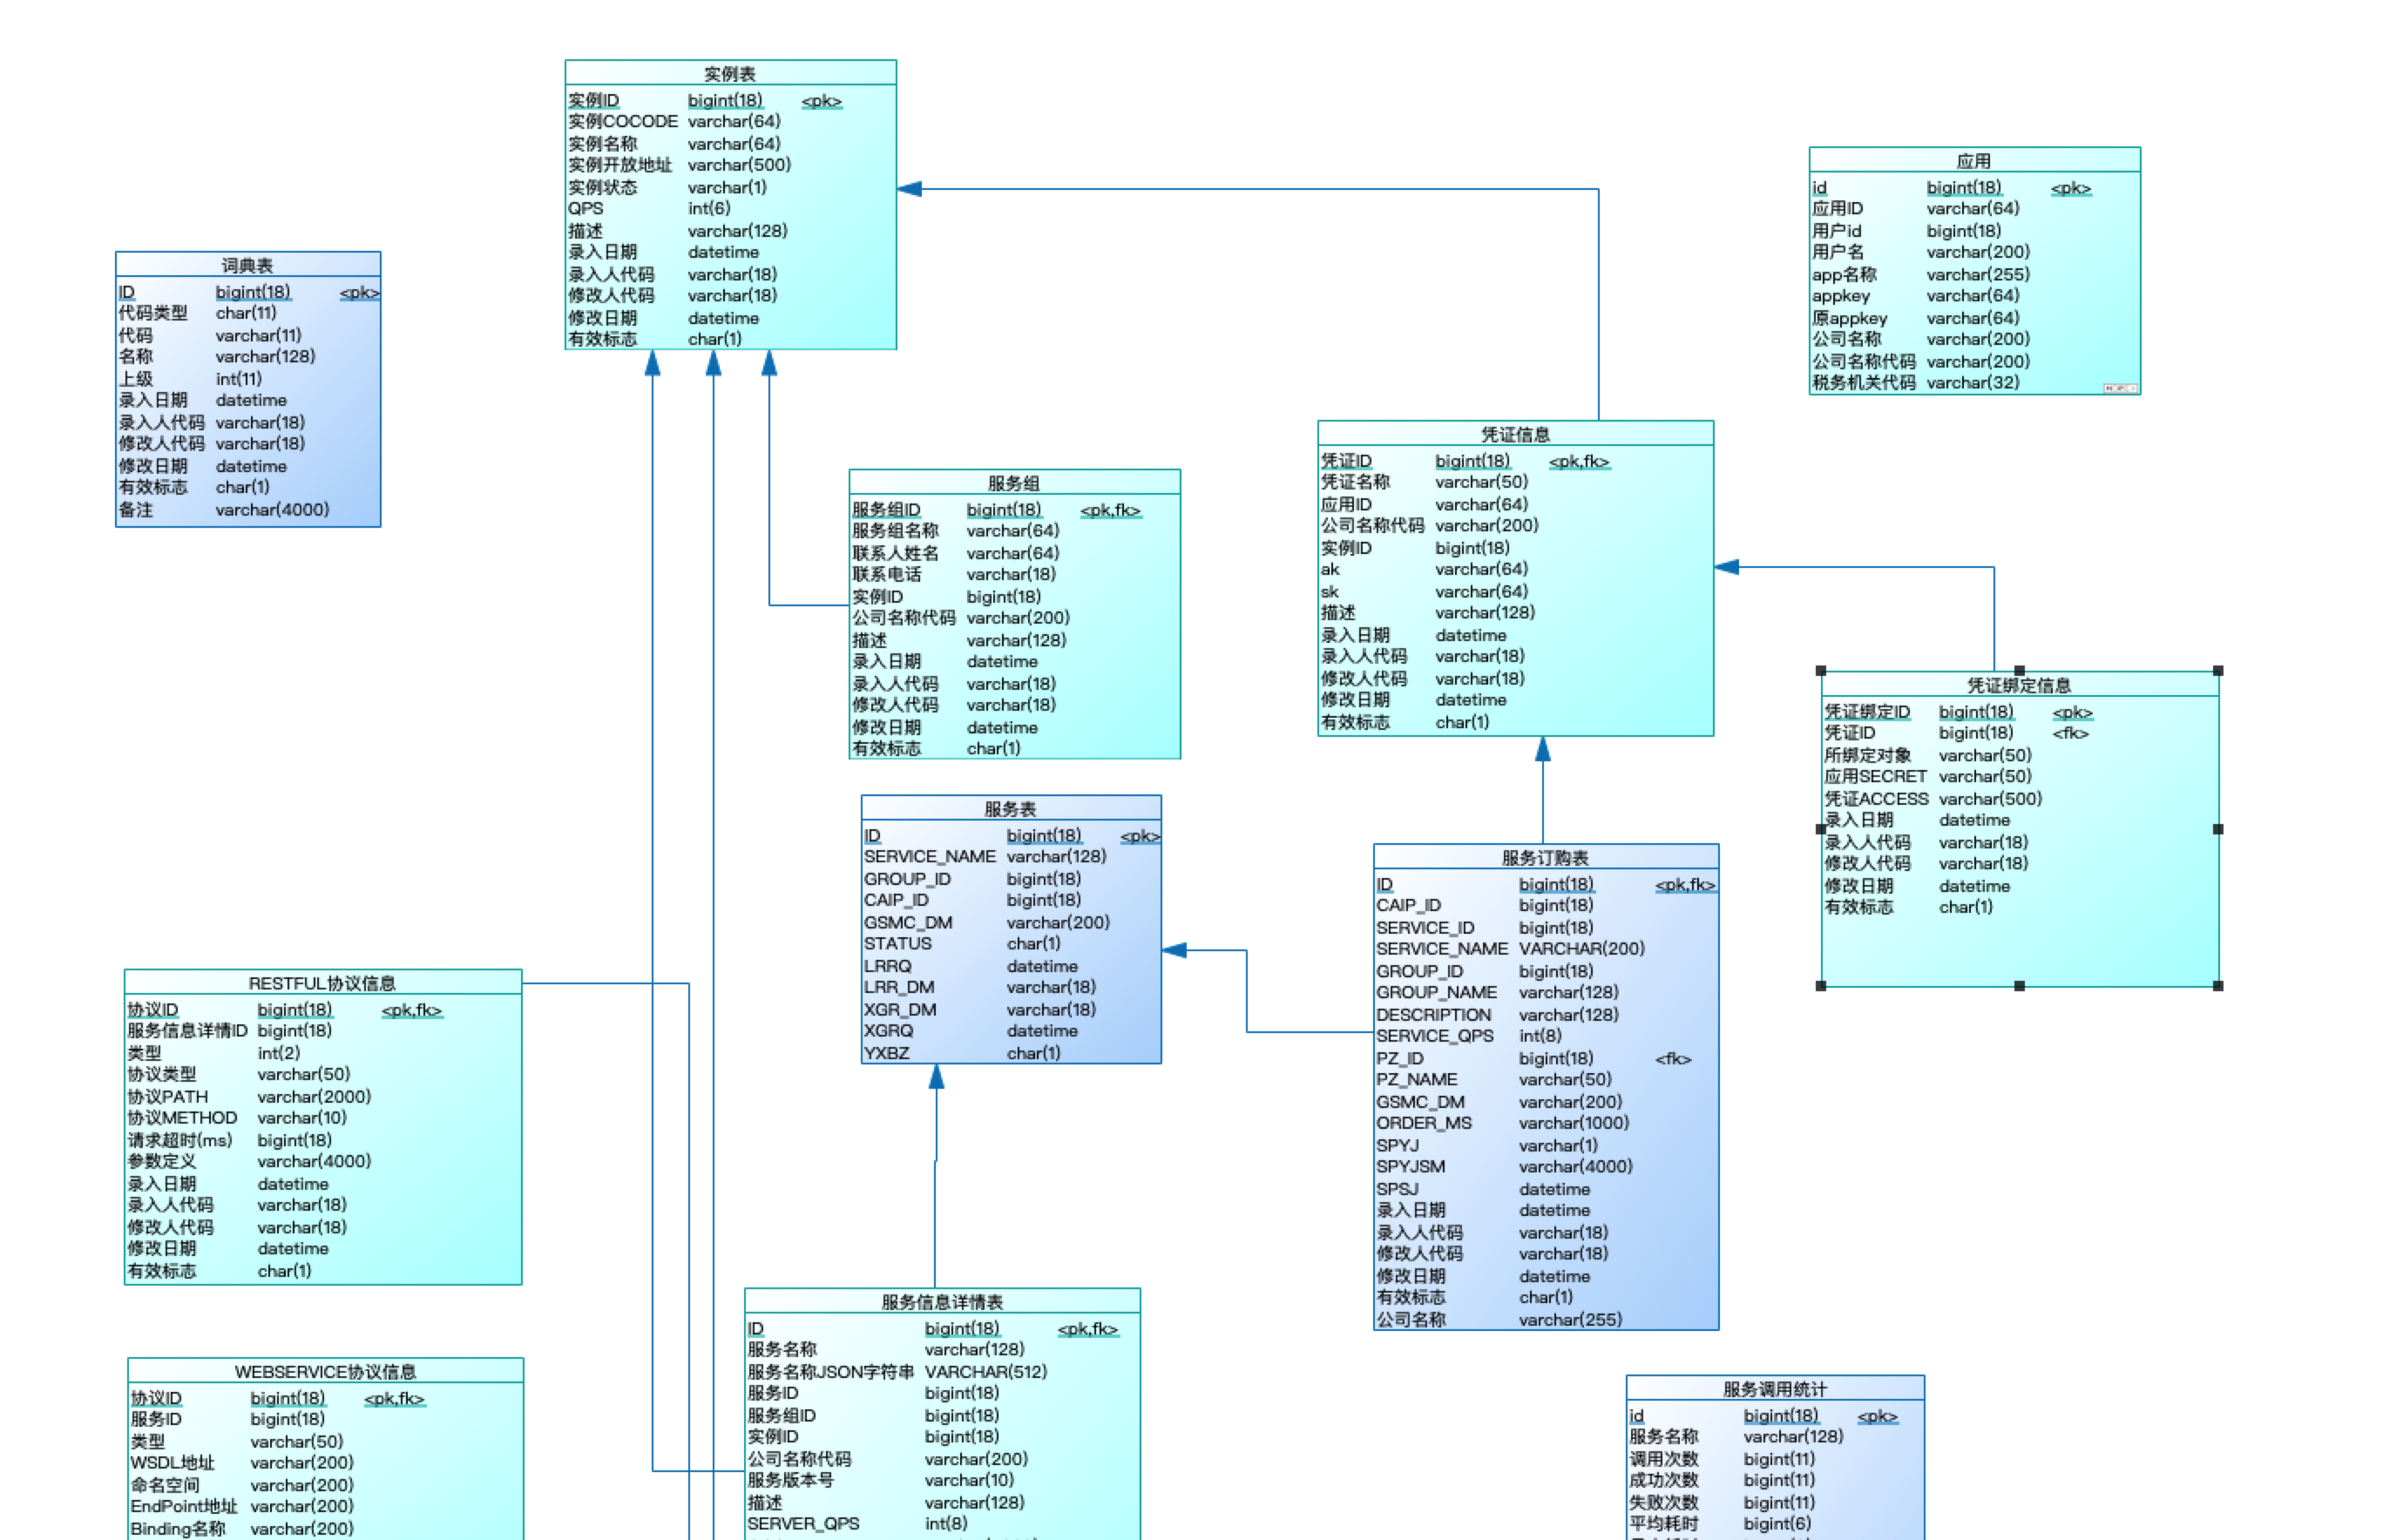 实例表
实例ID bigint(18) <pk>
实例COCODE varchar(64)
实例名称 varchar(64)
实例开放地址 varchar(500)
实例状态 varchar(1)
QPS int(6)
描述 varchar(128)
录入日期 datetime
录入人代码 varchar(18)
修改人代码 varchar(18)
修改日期 datetime
有效标志 char(1)
应用
id bigint(18) <pk>
应用ID varchar(64)
用户id bigint(18)
用户名 varchar(200)
app名称 varchar(255)
appkey varchar(64)
原appkey varchar(64)
公司名称 varchar(200)
公司名称代码 varchar(200)
税务机关代码 varchar(32)
词典表
ID bigint(18) <pk>
代码类型 char(11)
代码 varchar(11)
名称 varchar(128)
上级 int(11)
录入日期 datetime
录入人代码 varchar(18)
修改人代码 varchar(18)
修改日期 datetime
有效标志 char(1)
备注 varchar(4000)
凭证信息
凭证ID bigint(18) <pk,fk>
凭证名称 varchar(50)
应用ID varchar(64)
公司名称代码 varchar(200)
实例ID bigint(18)
ak varchar(64)
sk varchar(64)
描述 varchar(128)
录入日期 datetime
录入人代码 varchar(18)
修改人代码 varchar(18)
修改日期 datetime
有效标志 char(1)
服务组
服务组ID bigint(18) <pk,fk>
服务组名称 varchar(64)
联系人姓名 varchar(64)
联系电话 varchar(18)
实例ID bigint(18)
公司名称代码 varchar(200)
描述 varchar(128)
录入日期 datetime
录入人代码 varchar(18)
修改人代码 varchar(18)
修改日期 datetime
有效标志 char(1)
凭证绑定信息
凭证绑定ID bigint(18) <pk>
凭证ID bigint(18) <fk>
所绑定对象 varchar(50)
应用SECRET varchar(50)
凭证ACCESS varchar(500)
录入日期 datetime
录入人代码 varchar(18)
修改人代码 varchar(18)
修改日期 datetime
有效标志 char(1)
服务表
ID bigint(18) <pk>
SERVICE_NAME varchar(128)
GROUP_ID bigint(18)
CAIP_ID bigint(18)
GSMC_DM varchar(200)
STATUS char(1)
LRRQ datetime
LRR_DM varchar(18)
XGR_DM varchar(18)
XGRQ datetime
YXBZ char(1)
服务订购表
ID bigint(18) <pk,fk>
CAIP_ID bigint(18)
SERVICE_ID bigint(18)
SERVICE_NAME VARCHAR(200)
GROUP_ID bigint(18)
GROUP_NAME varchar(128)
DESCRIPTION varchar(128)
SERVICE_QPS int(8)
PZ_ID bigint(18) <fk>
PZ_NAME varchar(50)
GSMC_DM varchar(200)
ORDER_MS varchar(1000)
SPYJ varchar(1)
SPYJSM varchar(4000)
SPSJ datetime
录入日期 datetime
录入人代码 varchar(18)
修改人代码 varchar(18)
修改日期 datetime
有效标志 char(1)
公司名称 varchar(255)
RESTFUL协议信息
协议ID bigint(18) <pk,fk>
服务信息详情ID bigint(18)
类型 int(2)
协议类型 varchar(50)
协议PATH varchar(2000)
协议METHOD varchar(10)
请求超时(ms) bigint(18)
参数定义 varchar(4000)
录入日期 datetime
录入人代码 varchar(18)
修改人代码 varchar(18)
修改日期 datetime
有效标志 char(1)
服务信息详情表
ID bigint(18) <pk,fk>
服务名称 varchar(128)
服务名称JSON字符串 VARCHAR(512)
服务ID bigint(18)
服务组ID bigint(18)
实例ID bigint(18)
公司名称代码 varchar(200)
服务版本号 varchar(10)
描述 varchar(128)
SERVER_QPS int(8)
WEBSERVICE协议信息
协议ID bigint(18) <pk,fk>
服务ID bigint(18)
类型 varchar(50)
WSDL地址 varchar(200)
命名空间 varchar(200)
EndPoint地址 varchar(200)
Binding名称 varchar(200)
服务调用统计
id bigint(18) <pk>
服务名称 varchar(128)
调用次数 bigint(11)
成功次数 bigint(11)
失败次数 bigint(11)
平均耗时 bigint(6)